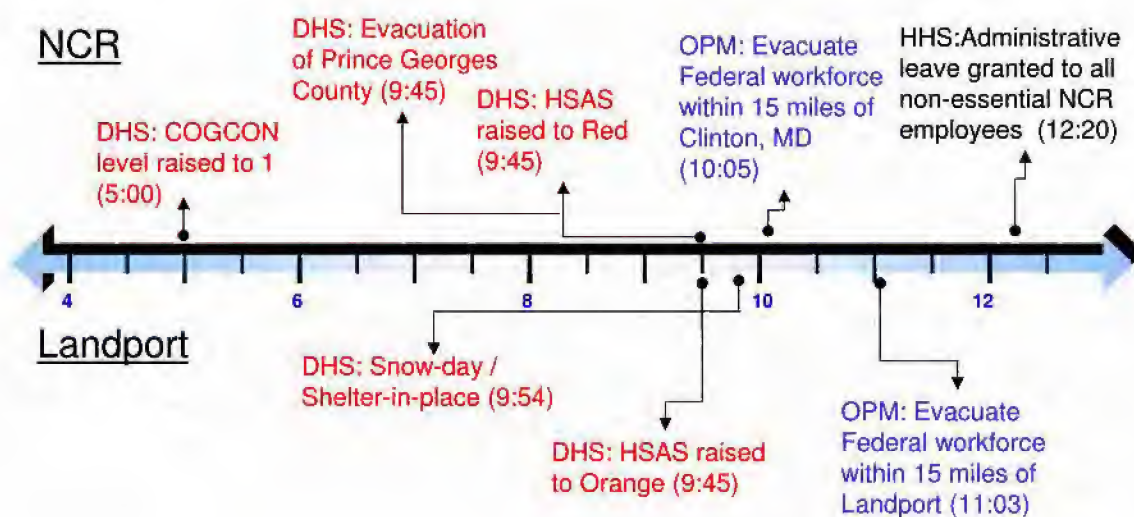 NCR
DHS: COGCON
level raised to 1
(5:00)
DHS: Evacuation
of Prince Georges
County (9:45)
DHS: HSAS
raised to Red
(9:45)
OPM: Evacuate
Federal workforce
within 15 miles of
Clinton, MD
(10:05)
HHS:Administrative
leave granted to all
non-essential NCR
employees (12:20)
4
6
8
10
12
Landport
DHS: Snow-day /
Shelter-in-place (9:54)
DHS: HSAS raised
to Orange (9:45)
OPM: Evacuate
Federal workforce
within 15 miles of
Landport (11:03)